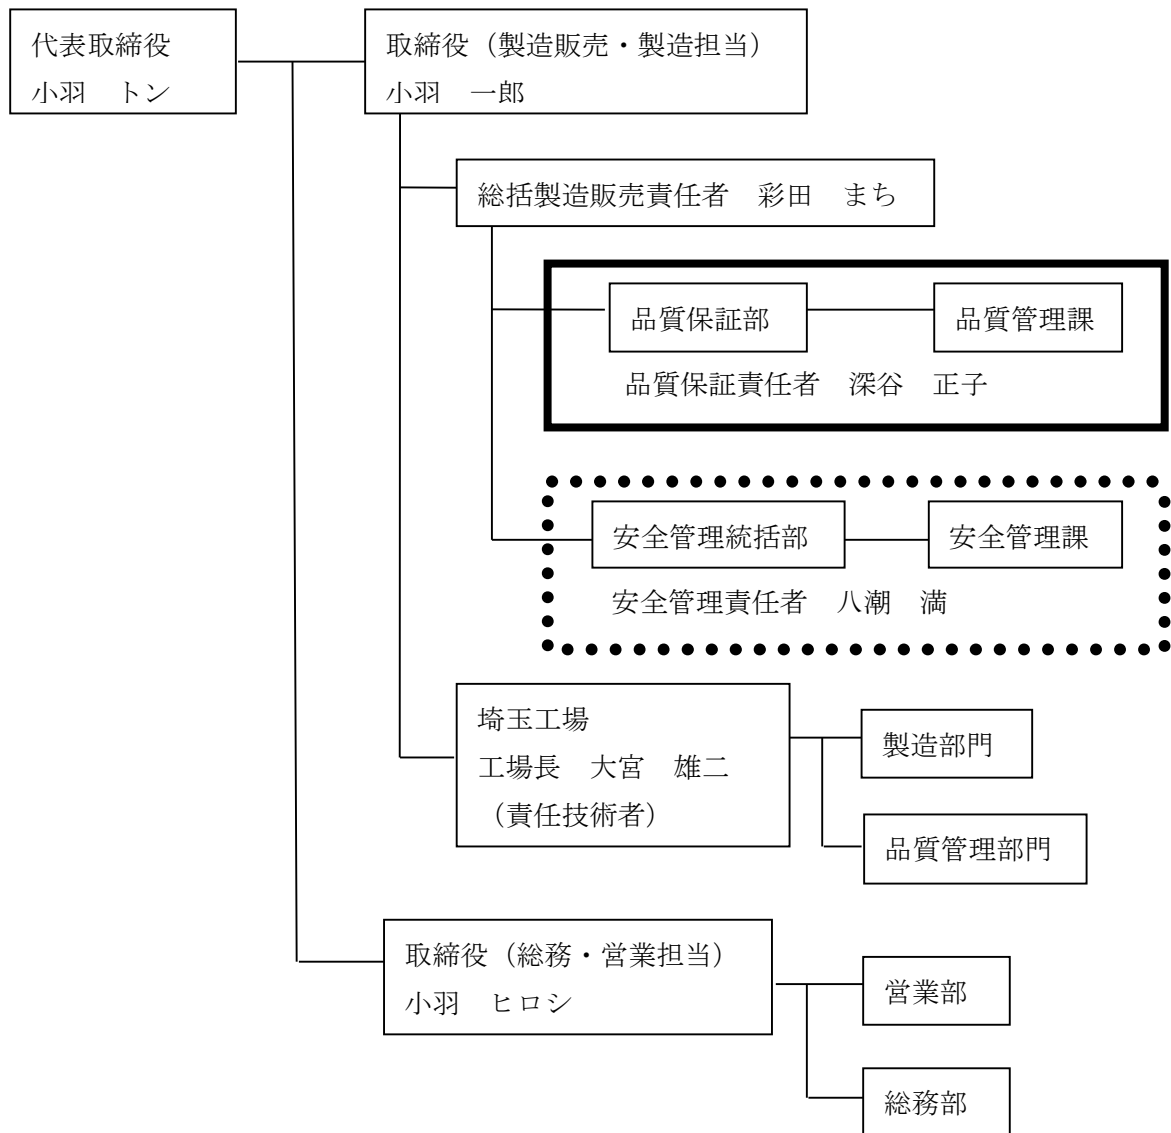 代表取締役
小羽　トン
取締役（製造販売・製造担当）
小羽　一郎
総括製造販売責任者　彩田　まち
品質保証部
品質管理課
品質保証責任者　深谷　正子
安全管理統括部
安全管理課
安全管理責任者　八潮　満
埼玉工場
工場長　大宮　雄二
（責任技術者）
製造部門
品質管理部門
取締役（総務・営業担当）
小羽　ヒロシ
営業部
総務部